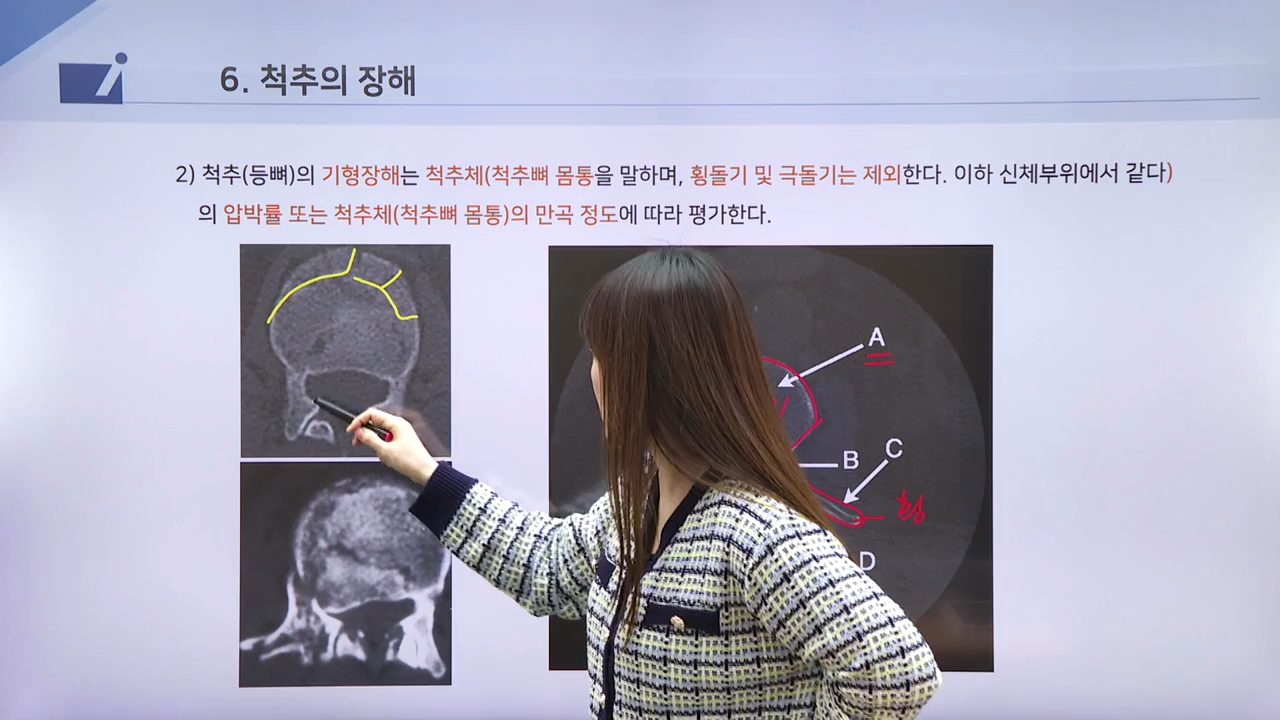 6. 척추의 장해
2) 척추(등뼈)의 기형장해는 척추체(척추뼈 몸통을 말하며, 횡돌기 및 극돌기는 제외한다. 이하 신체부위에서 같다)
의 압박률 또는 척추체(척추뼈 몸통)의 만곡 정도에 따라 평가한다.
A
B
C
횡
D